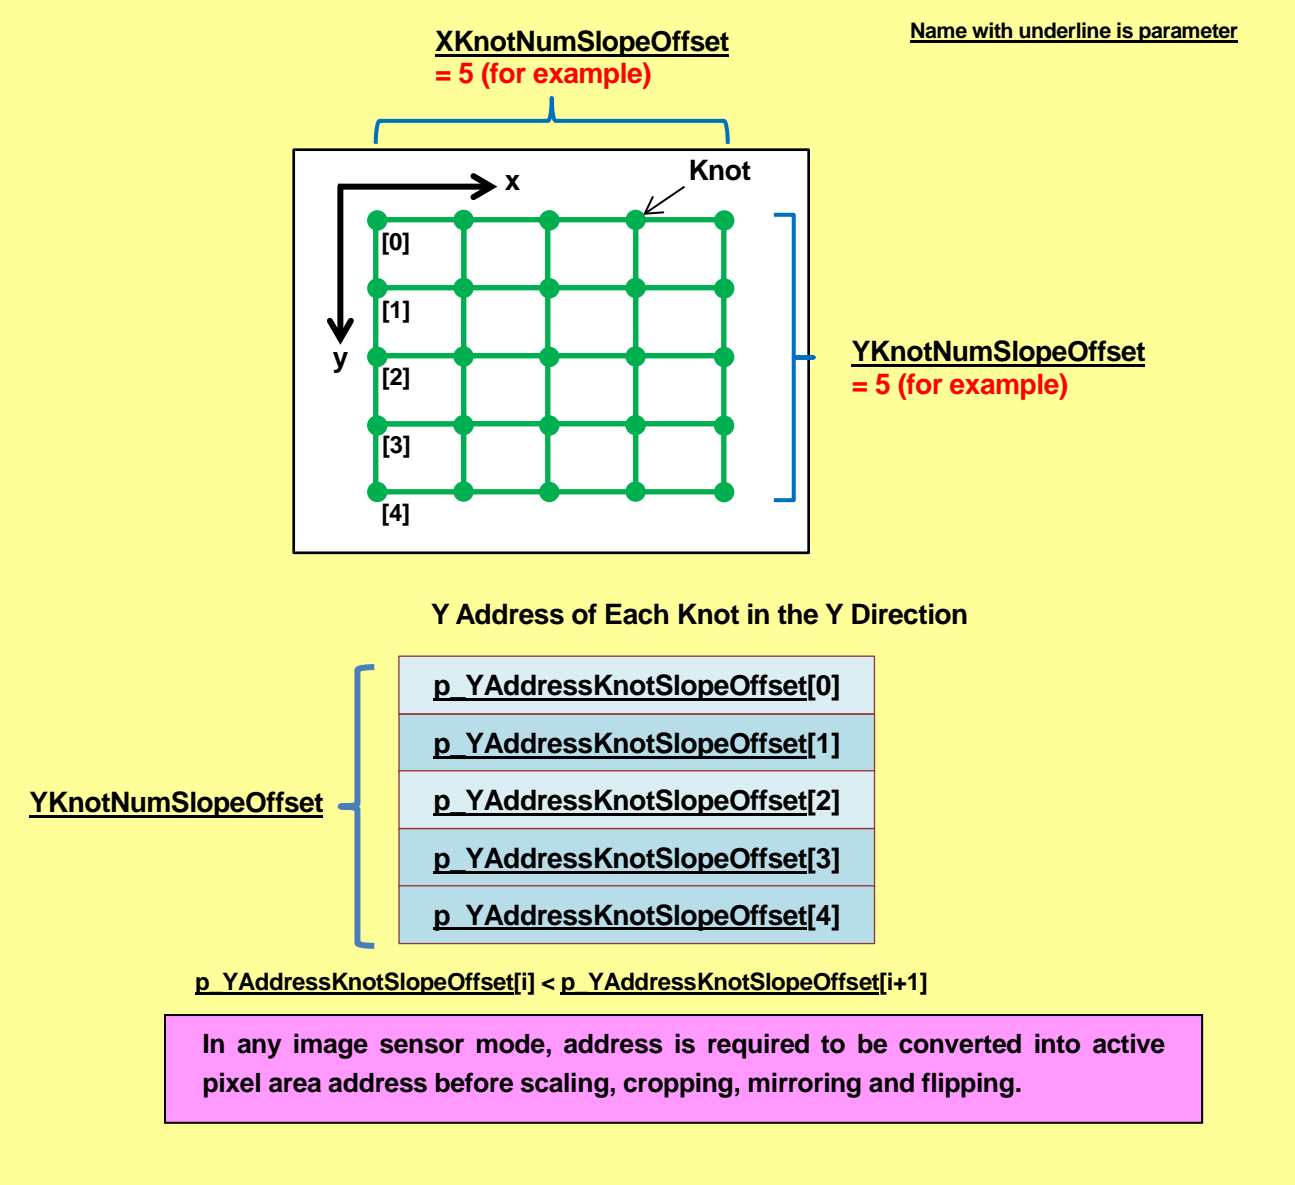 XKnotNumSlopeOffset
= 5 (for example)
Name with underline is parameter
Knot
x
[0]
[1]
y
[2]
[3]
[4]
YKnotNumSlopeOffset
= 5 (for example)
Y Address of Each Knot in the Y Direction
p_YAddressKnotSlopeOffset[0]
p_YAddressKnotSlopeOffset[1]
p_YAddressKnotSlopeOffset[2]
p_YAddressKnotSlopeOffset[3]
p_YAddressKnotSlopeOffset[4]
YKnotNumSlopeOffset
p_YAddressKnotSlopeOffset[i] < p_YAddressKnotSlopeOffset[i+1]
In any image sensor mode, address is required to be converted into active
pixel area address before scaling, cropping, mirroring and flipping.